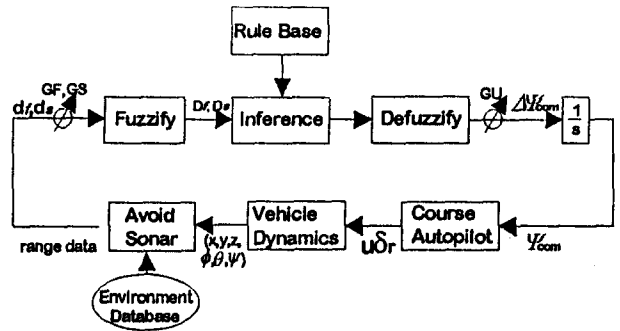 Rule Base
GF,GS
df,ds
Fuzzify
Df,Ds
Inference
Defuzzify
GU
ΔΨcom
1
s
Avoid
Sonar
Vehicle
Dynamics
Course
Autopilot
range data
(x,y,z,
ϕ,θ,ψ)
uδr
Ψcom
Environment
Database